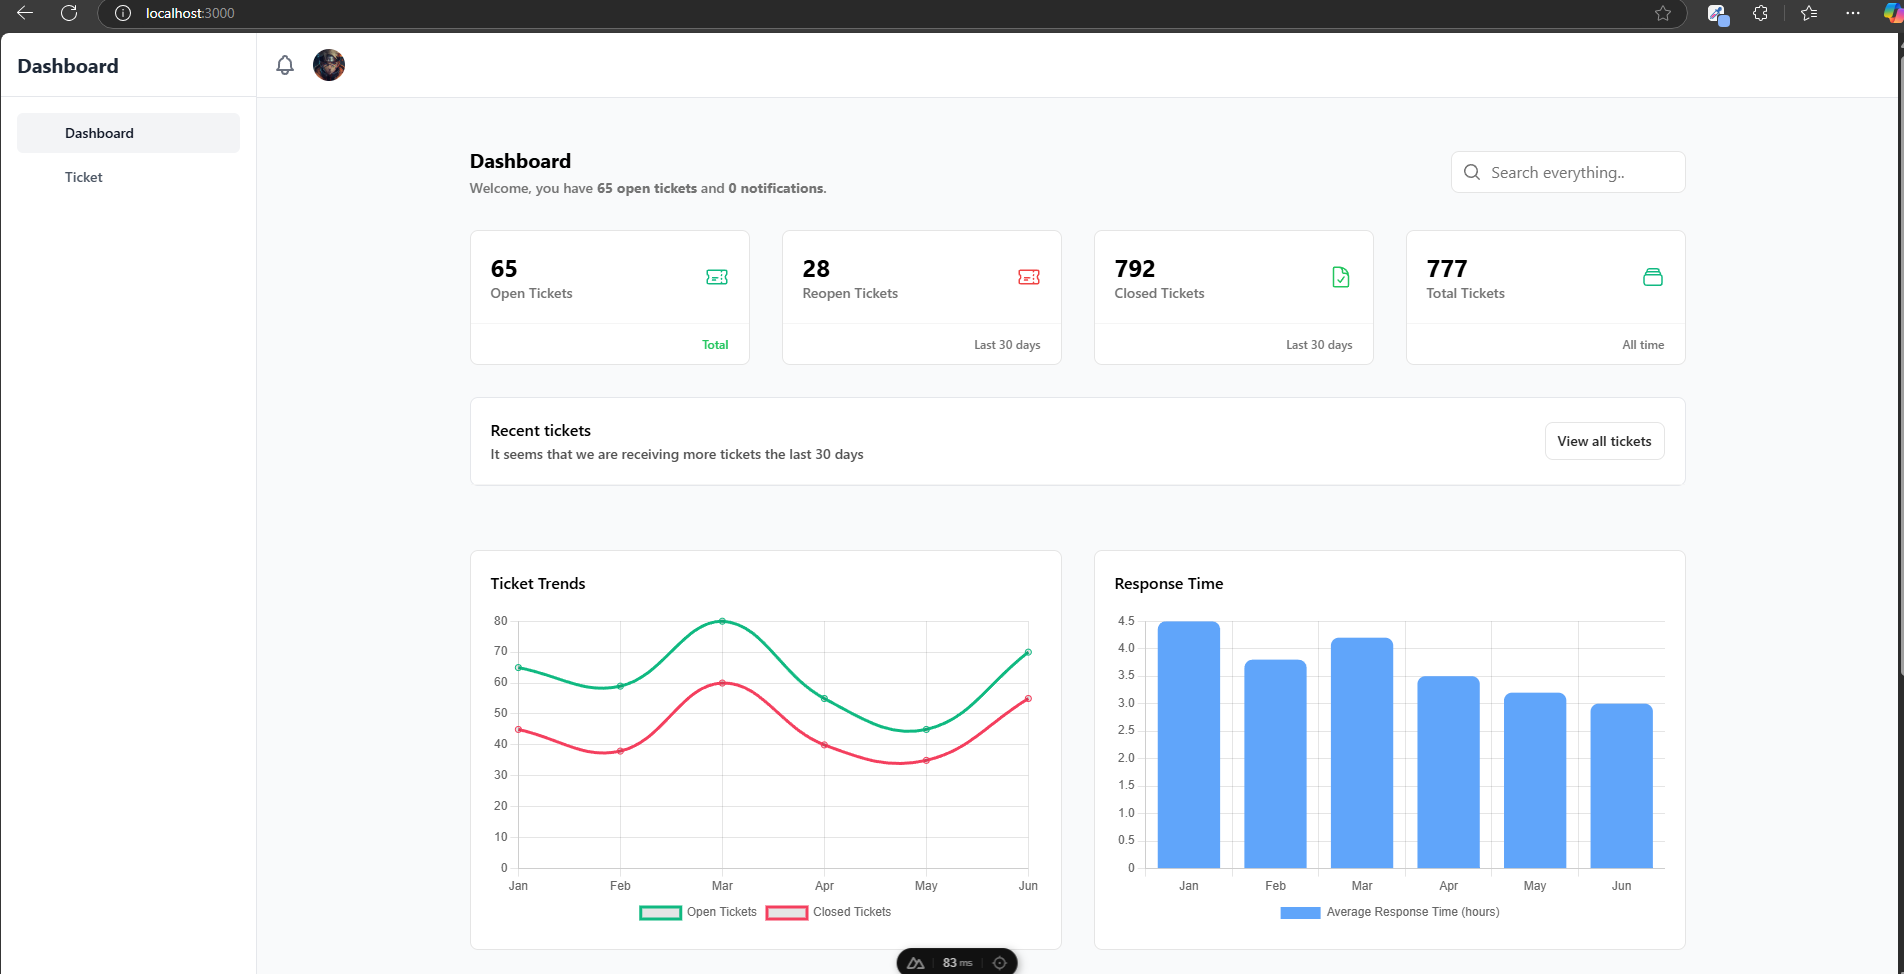 localhost:3000
Dashboard
Dashboard
Ticket
Dashboard
Welcome, you have 65 open tickets and 0 notifications.
Search everything..
65
Open Tickets
Total
28
Reopen Tickets
Last 30 days
792
Closed Tickets
Last 30 days
777
Total Tickets
All time
Recent tickets
It seems that we are receiving more tickets the last 30 days
View all tickets
Ticket Trends
80
70
60
50
40
30
20
10
0
Jan Feb Mar Apr May Jun
Open Tickets Closed Tickets
Response Time
4.5
4.0
3.5
3.0
2.5
2.0
1.5
1.0
0.5
0
Jan Feb Mar Apr May Jun
Average Response Time (hours)
83 ms